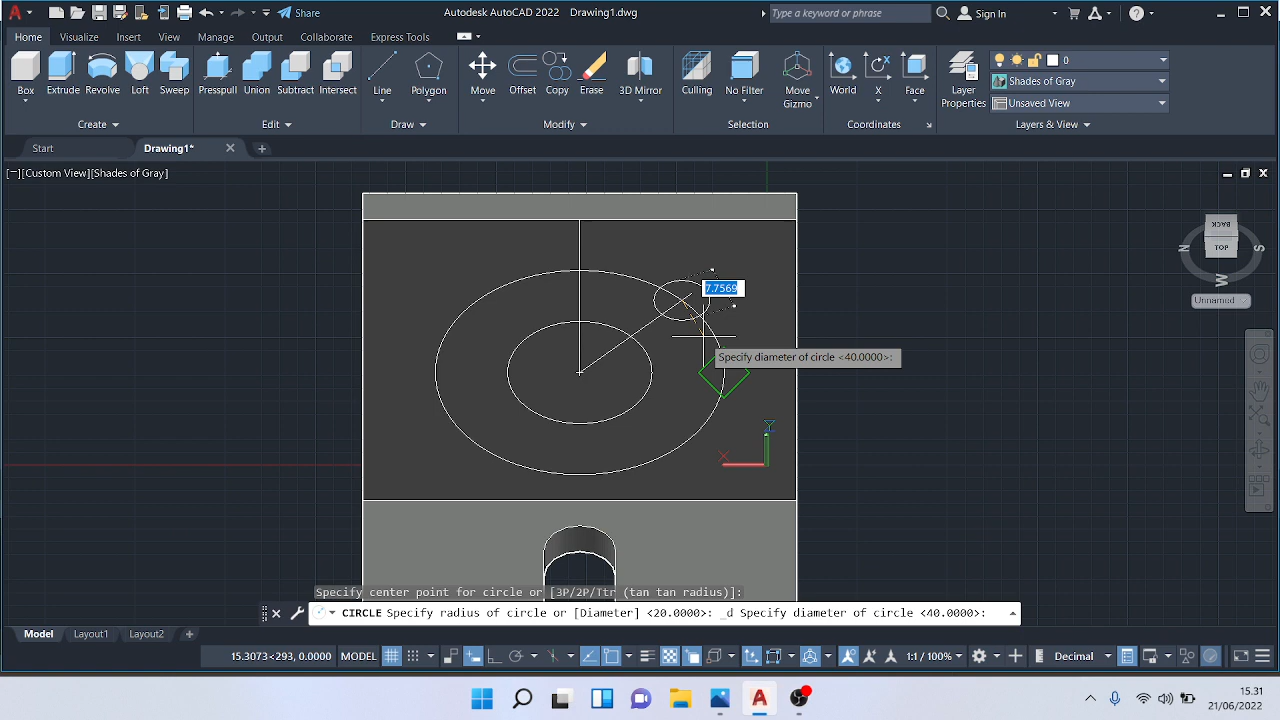 A Share Autodesk AutoCAD 2022 Drawing1.dwg Type a keyword or phrase Sign In
Home Visualize Insert View Manage Output Collaborate Express Tools
Box Extrude Revolve Loft Sweep Presspull Union Subtract Intersect Line Polygon Move Offset Copy Erase 3D Mirror Move Gizmo Culling No Filter World X Face Layer Properties 0
Shades of Gray
Unsaved View
Create Edit Draw Modify Selection Coordinates Layers & View
Start Drawing1* 
[−][Custom View][Shades of Gray]
BACK
N TOP S
W
Unnamed
7.7569
Specify diameter of circle <40.0000>:
Y
X
Specify center point for circle or [3P/2P/Ttr (tan tan radius)]:
CIRCLE Specify radius of circle or [Diameter] <20.0000>: _d Specify diameter of circle <40.0000>:
Model Layout1 Layout2
15.3073<293, 0.0000 MODEL 1:1 / 100% Decimal
A 15.31
21/06/2022